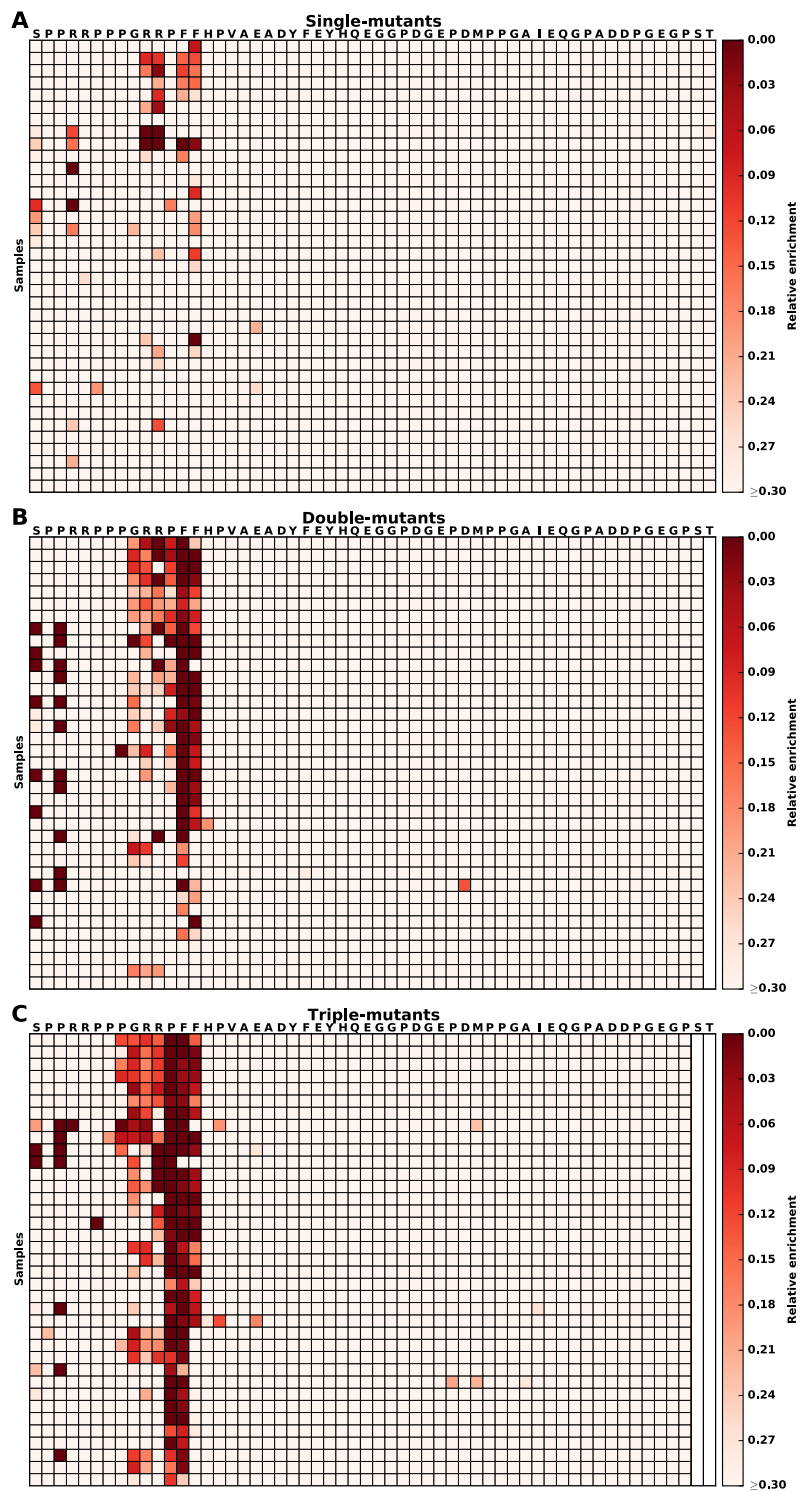 A
Single-mutants
S P P R R P P P G R R P F F H P V A E A D Y F E Y H Q E G G P D G E P D M P P G A I E Q G P A D D P G E G P S T
Samples
0.00
0.03
0.06
0.09
0.12
0.15
0.18
0.21
0.24
0.27
≥0.30
Relative enrichment
B
Double-mutants
S P P R R P P P G R R P F F H P V A E A D Y F E Y H Q E G G P D G E P D M P P G A I E Q G P A D D P G E G P S T
Samples
0.00
0.03
0.06
0.09
0.12
0.15
0.18
0.21
0.24
0.27
≥0.30
Relative enrichment
C
Triple-mutants
S P P R R P P P G R R P F F H P V A E A D Y F E Y H Q E G G P D G E P D M P P G A I E Q G P A D D P G E G P S T
Samples
0.00
0.03
0.06
0.09
0.12
0.15
0.18
0.21
0.24
0.27
≥0.30
Relative enrichment